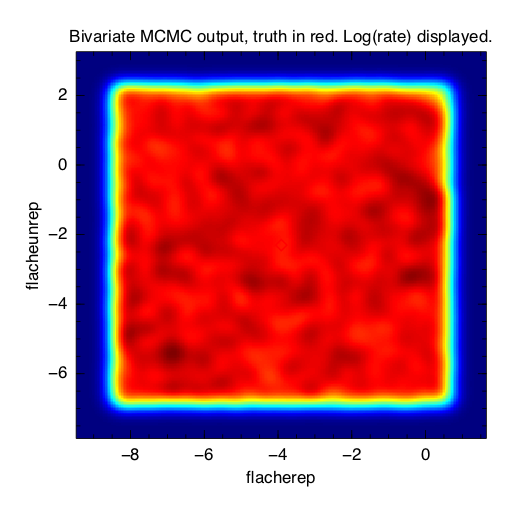 Bivariate MCMC output, truth in red. Log(rate) displayed.
2
0
−2
−4
−6
flacheunrep
−8 −6 −4 −2 0
flacherep